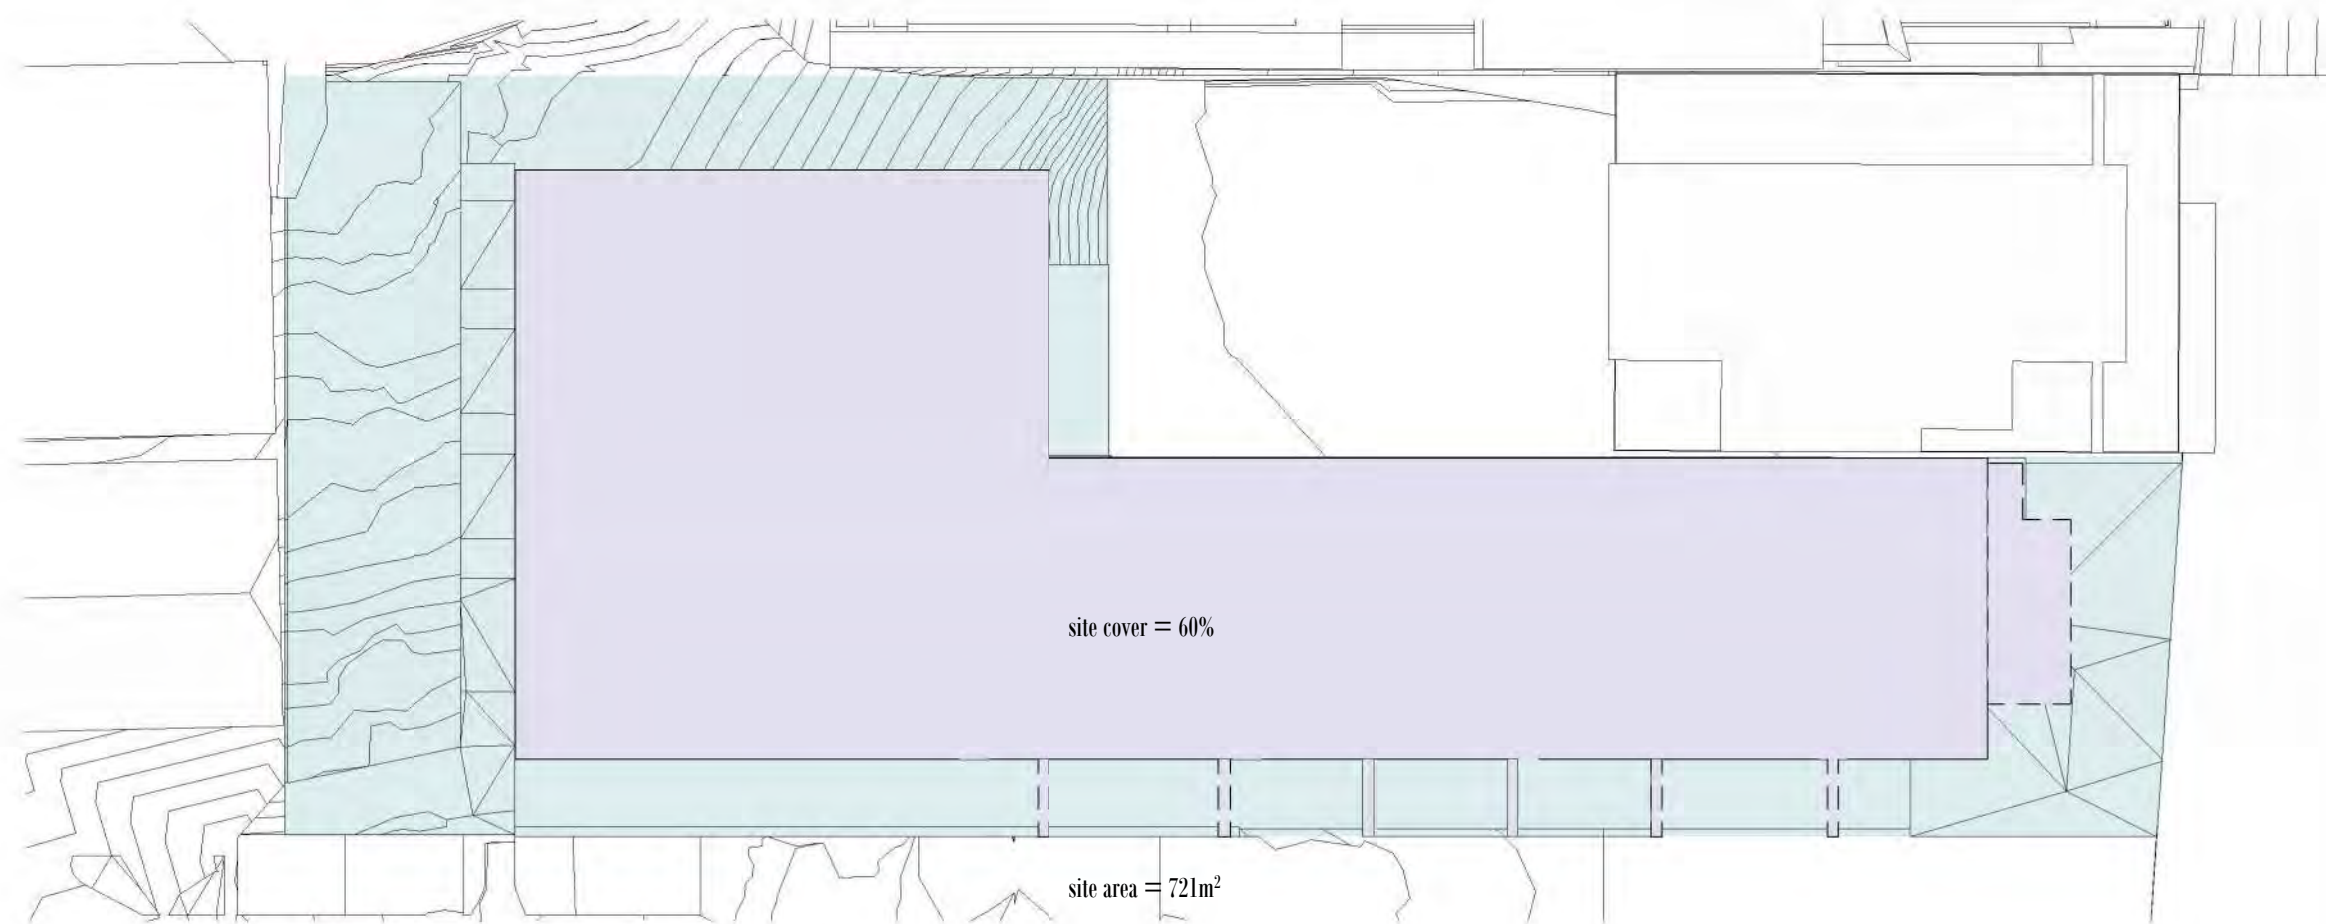 site cover = 60%
site area = 721m²